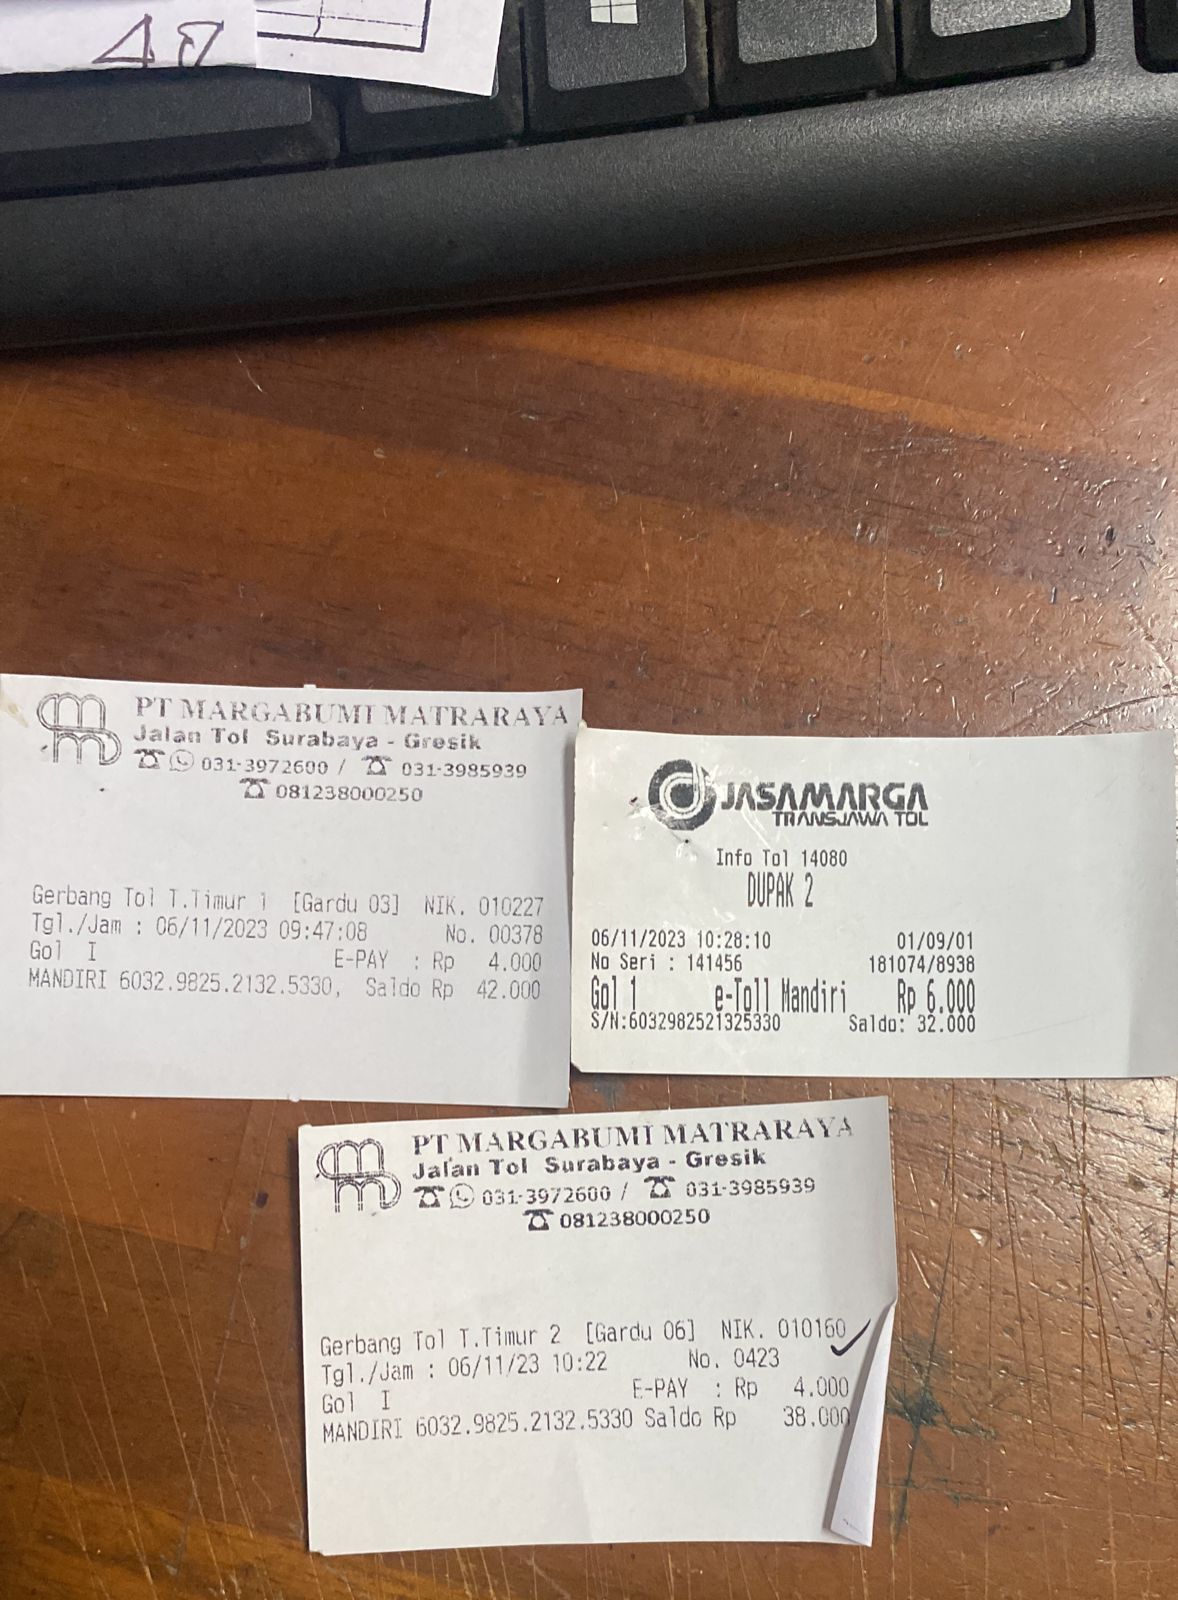 PT MARGABUMI MATRARAYA
Jalan Tol Surabaya - Gresik
031-3972600 / 031-3985939
081238000250
Gerbang Tol T.Timur 1 [Gardu 03] NIK. 010227
Tgl./Jam : 06/11/2023 09:47:08 No. 00378
Gol I E-PAY : Rp 4.000
MANDIRI 6032.9825.2132.5330, Saldo Rp 42.000
JASAMARGA
TRANSJAWA TOL
Info Tol 14080
DUPAK 2
06/11/2023 10:28:10 01/09/01
No Seri : 141456 181074/8938
Gol 1 e-Toll Mandiri Rp 6.000
S/N:6032982521325330 Saldo: 32.000
PT MARGABUMI MATRARAYA
Jalan Tol Surabaya - Gresik
031-3972600 / 031-3985939
081238000250
Gerbang Tol T.Timur 2 [Gardu 06] NIK. 010160
Tgl./Jam : 06/11/23 10:22 No. 0423
Gol I E-PAY : Rp 4.000
MANDIRI 6032.9825.2132.5330 Saldo Rp 38.000